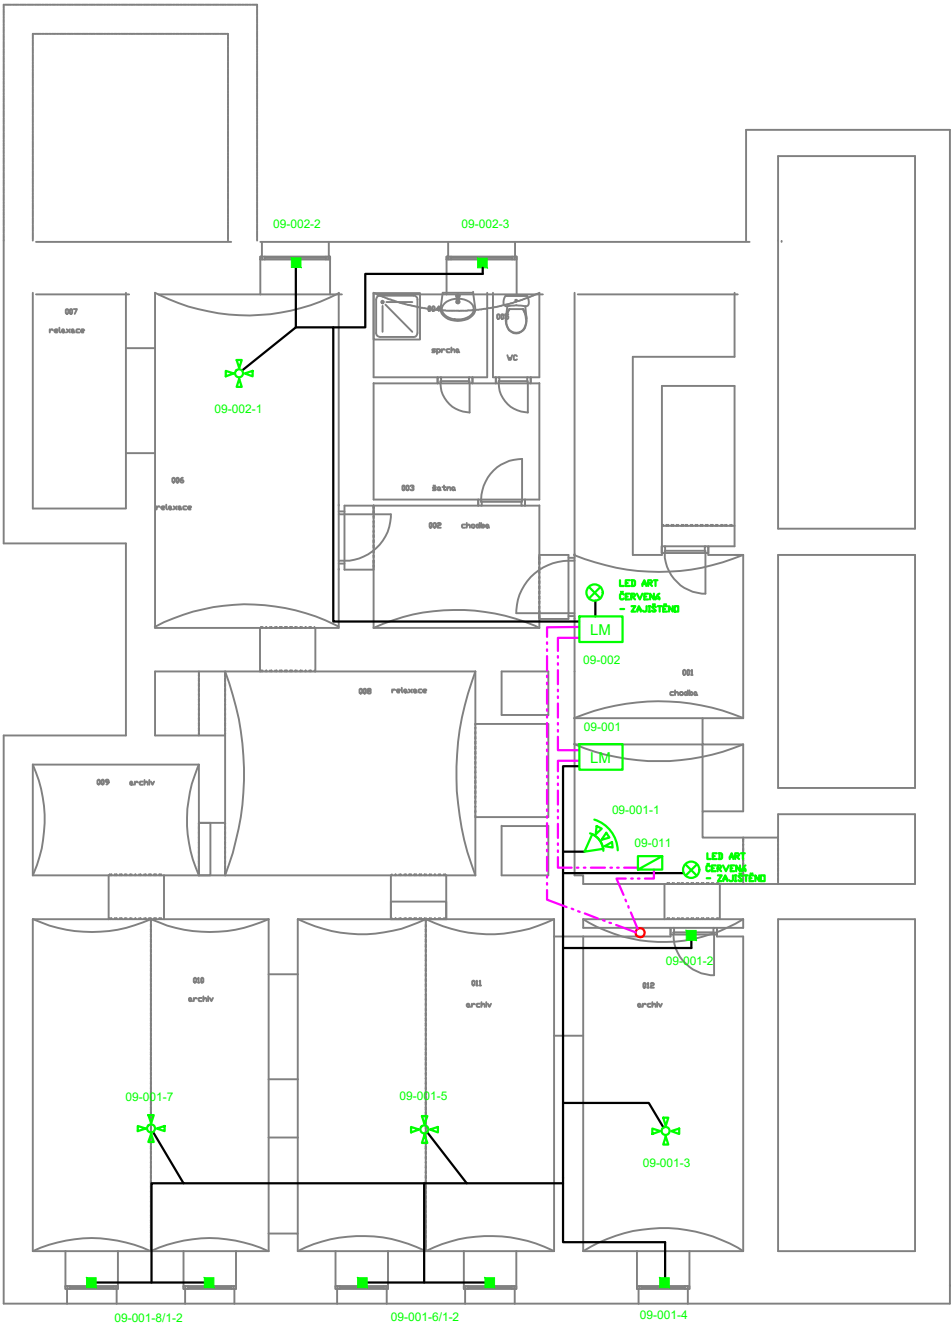 09-002-2
09-002-3
007
relaxace
004
005
sprcha
WC
09-002-1
006
relaxace
003 šatna
002 chodba
LED ART
ČERVENÁ
- ZAJIŠTĚNO
LM
09-002
001
chodba
008 relaxace
09-001
LM
009 archiv
09-001-1
09-011
LED ART
ČERVENÁ
- ZAJIŠTĚNO
09-001-2
010
archiv
011
archiv
012
archiv
09-001-7
09-001-5
09-001-3
09-001-8/1-2
09-001-6/1-2
09-001-4